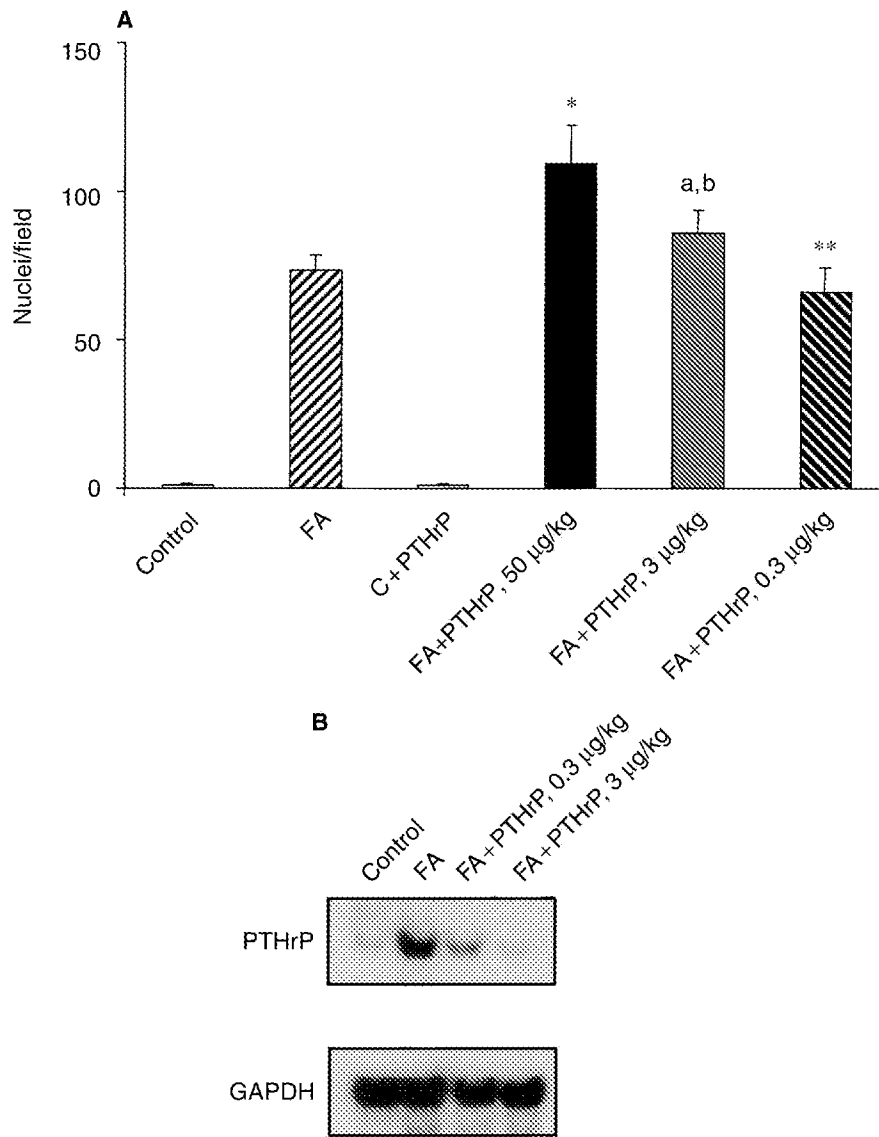 A
150
100
50
0
Nuclei/field
*
a,b
**
Control
FA
C+PTHrP
FA+PTHrP, 50 µg/kg
FA+PTHrP, 3 µg/kg
FA+PTHrP, 0.3 µg/kg
B
Control
FA
FA+PTHrP, 0.3 µg/kg
FA+PTHrP, 3 µg/kg
PTHrP
GAPDH